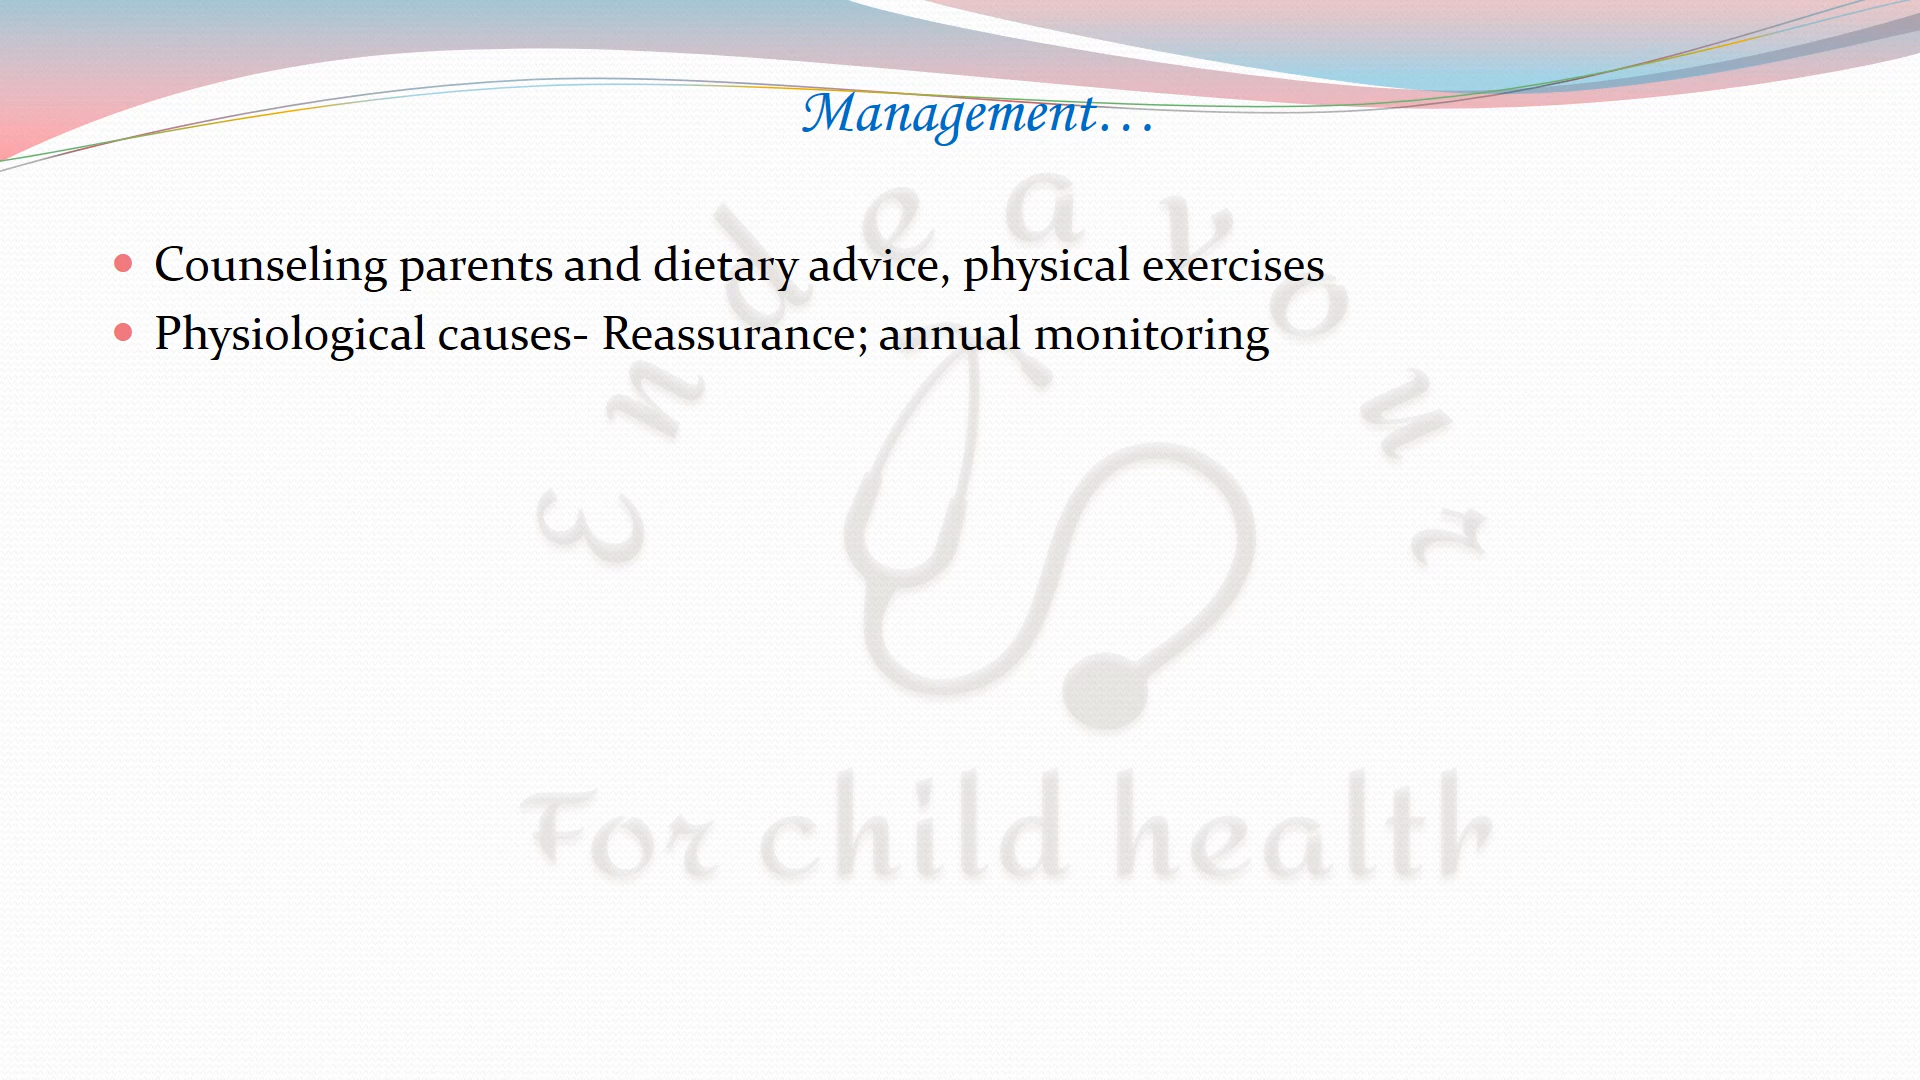 Management…
Counseling parents and dietary advice, physical exercises
Physiological causes- Reassurance; annual monitoring
Endeavour
For child health